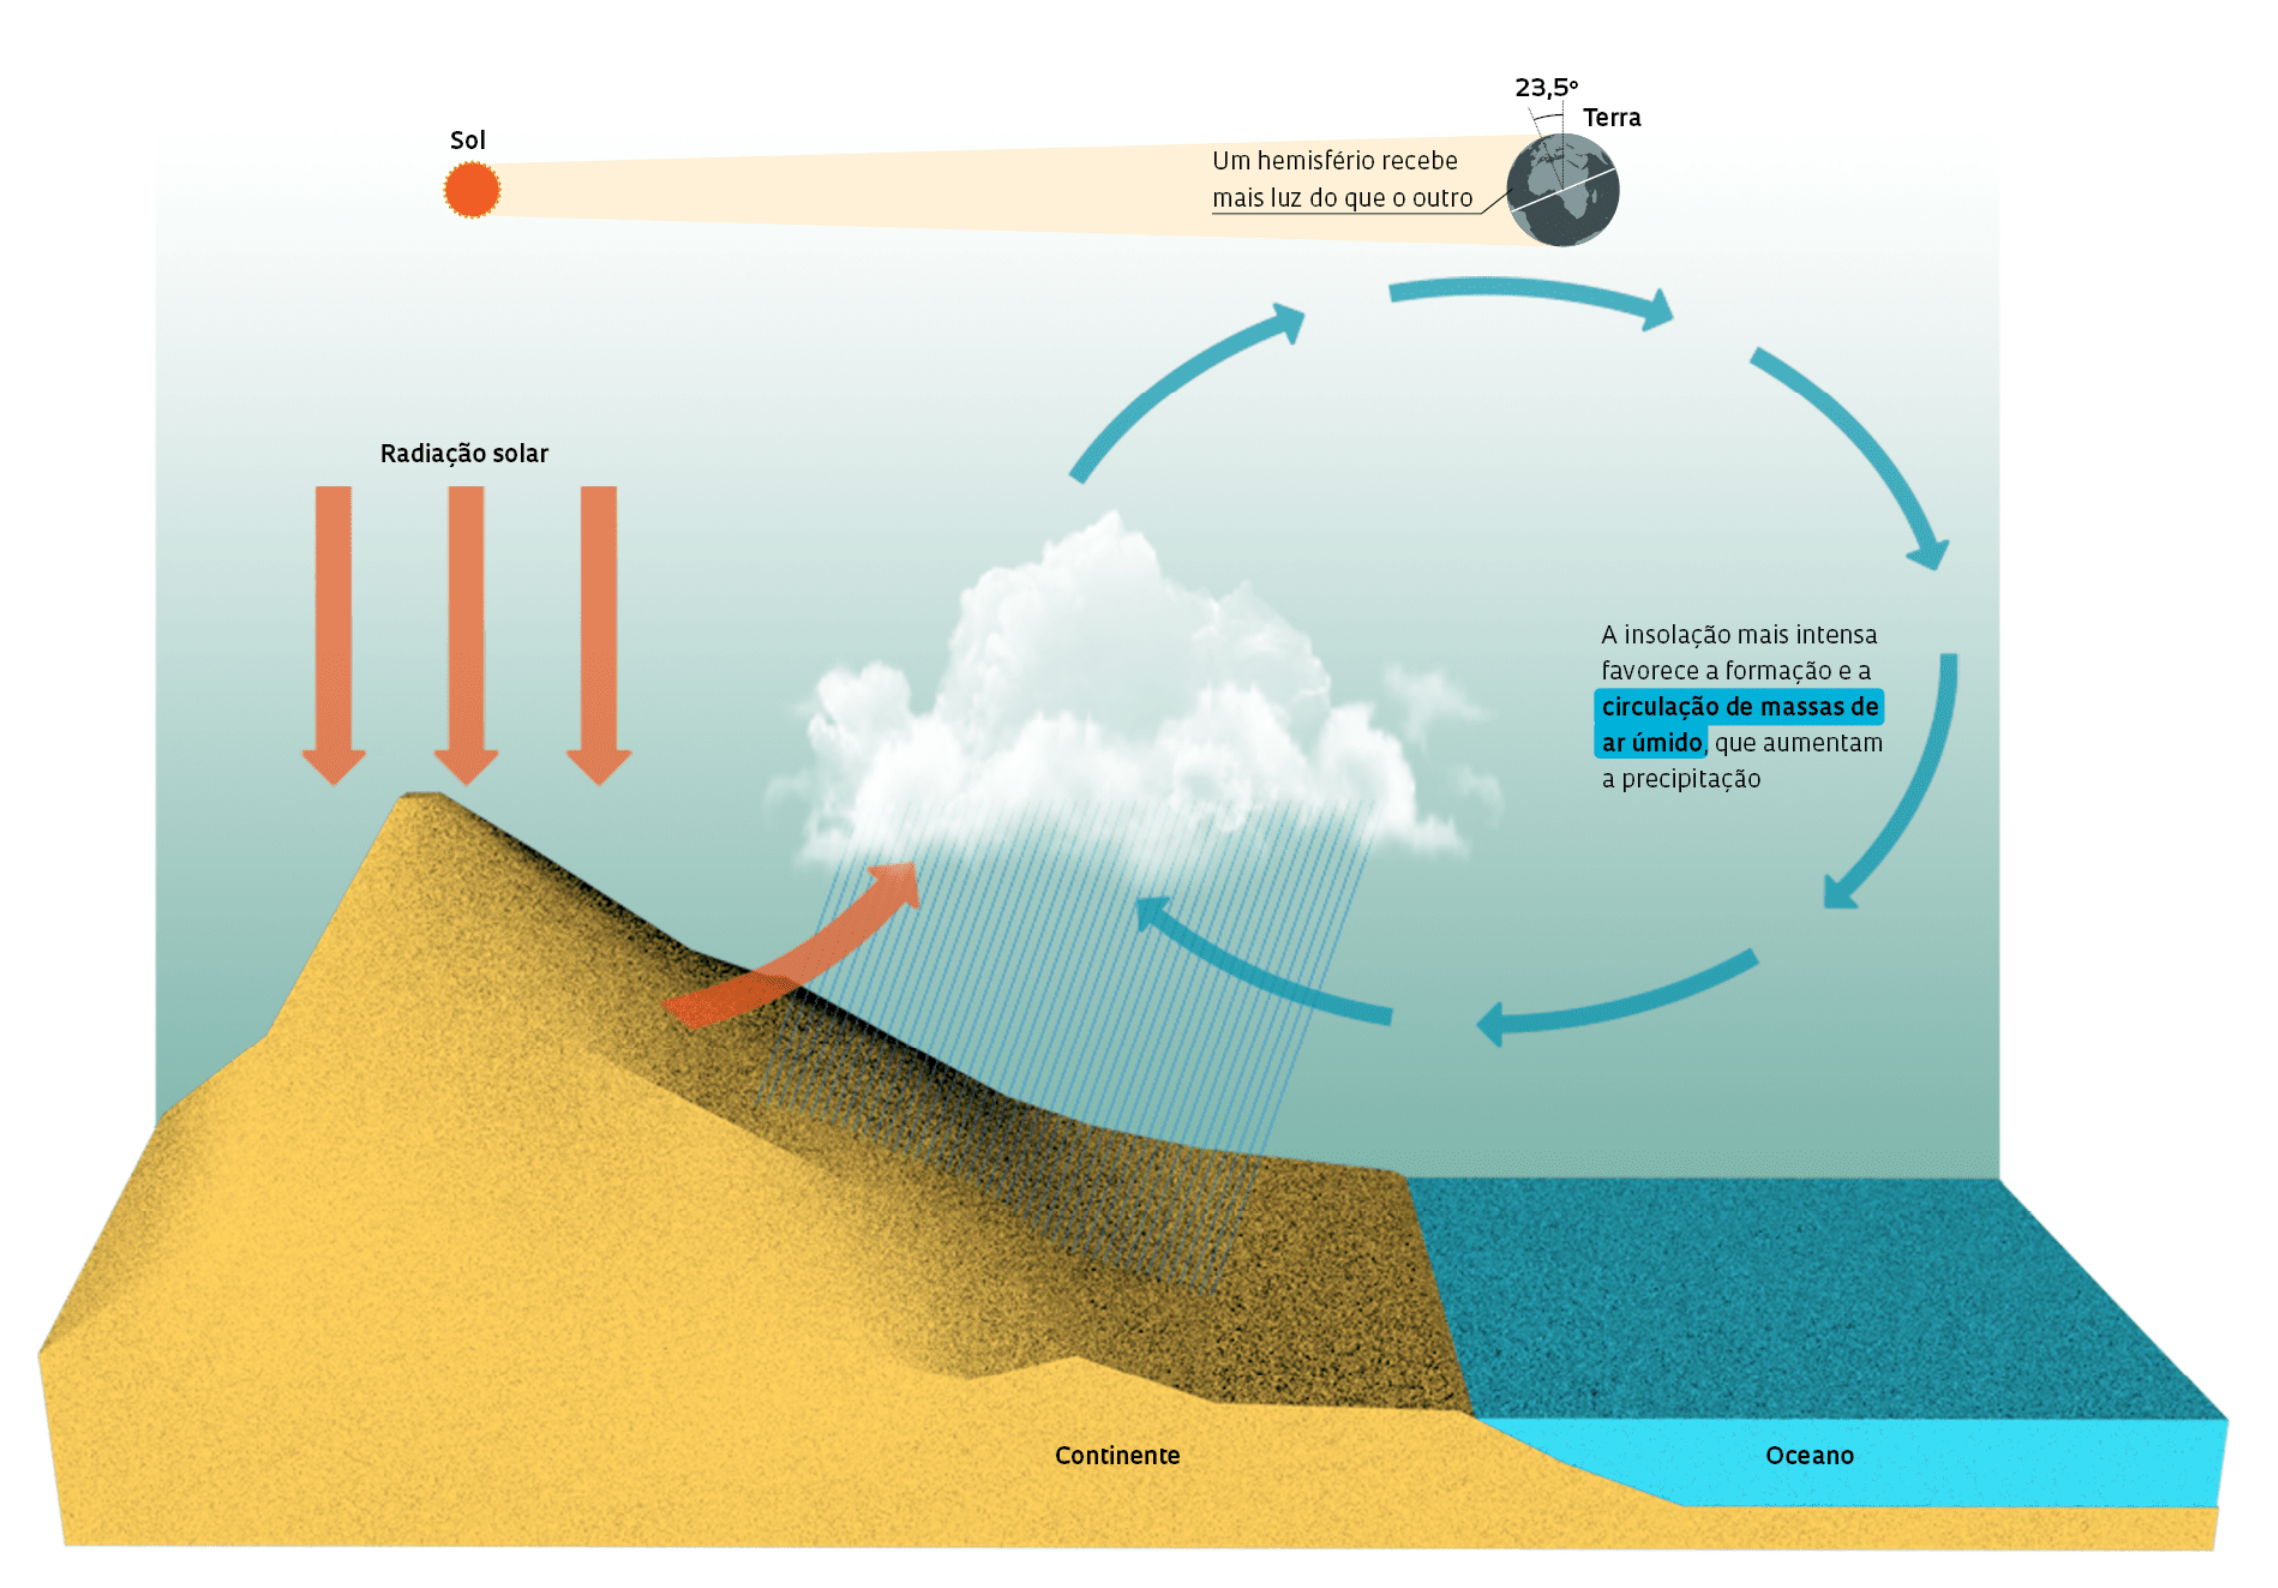 23,5°
Terra
Sol
Um hemisfério recebe
mais luz do que o outro
Radiação solar
A insolação mais intensa
favorece a formação e a
circulação de massas de
ar úmido, que aumentam
a precipitação
Continente
Oceano